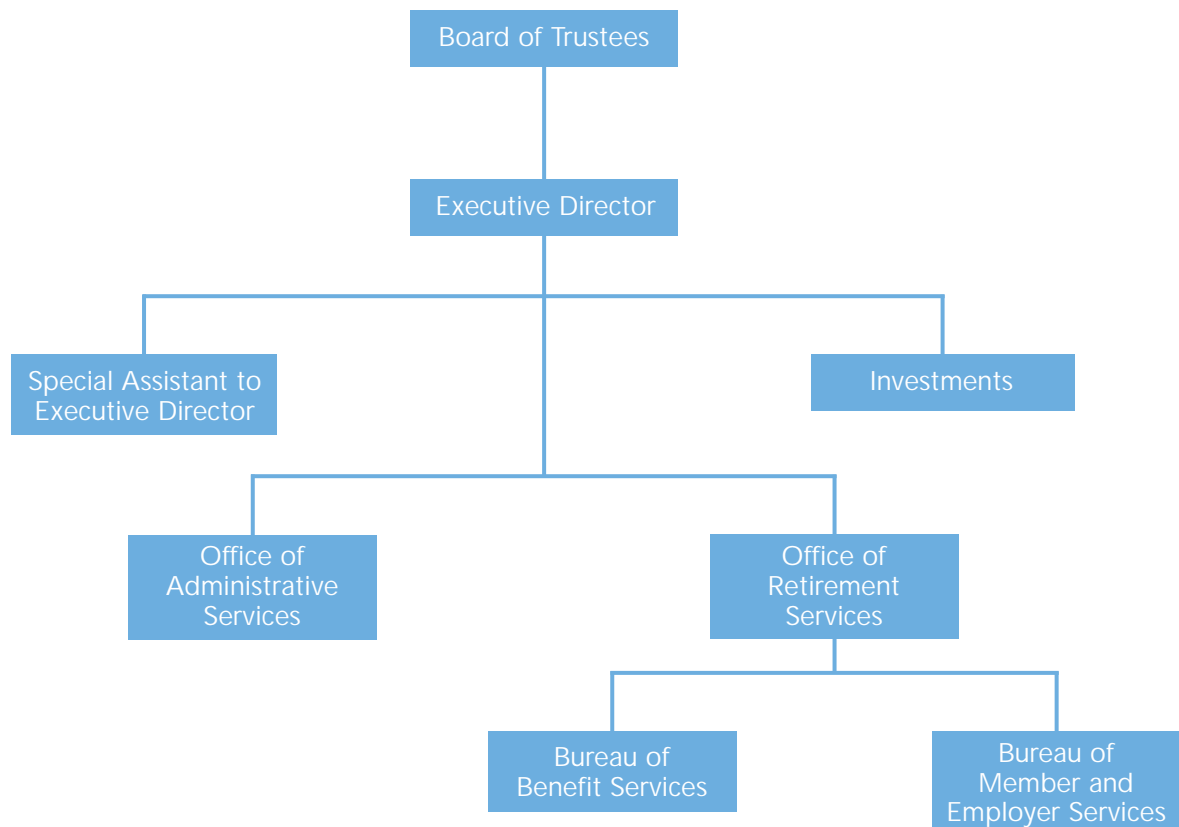 Board of Trustees
Executive Director
Special Assistant to
Executive Director
Investments
Office of
Administrative
Services
Office of
Retirement
Services
Bureau of
Benefit Services
Bureau of
Member and
Employer Services